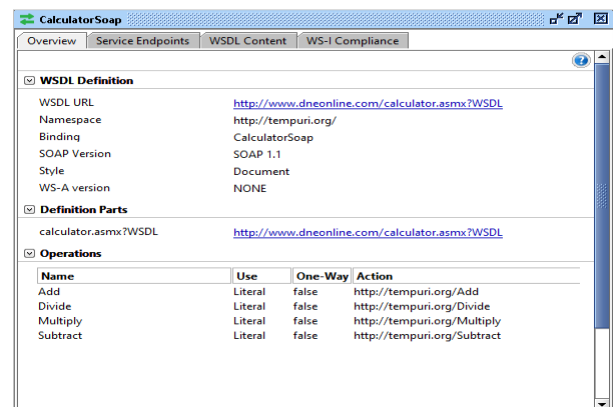 CalculatorSoap
Overview Service Endpoints WSDL Content WS-I Compliance
?
WSDL Definition
WSDL URL http://www.dneonline.com/calculator.asmx?WSDL
Namespace http://tempuri.org/
Binding CalculatorSoap
SOAP Version SOAP 1.1
Style Document
WS-A version NONE
Definition Parts
calculator.asmx?WSDL http://www.dneonline.com/calculator.asmx?WSDL
Operations
Name Use One-Way Action
Add Literal false http://tempuri.org/Add
Divide Literal false http://tempuri.org/Divide
Multiply Literal false http://tempuri.org/Multiply
Subtract Literal false http://tempuri.org/Subtract